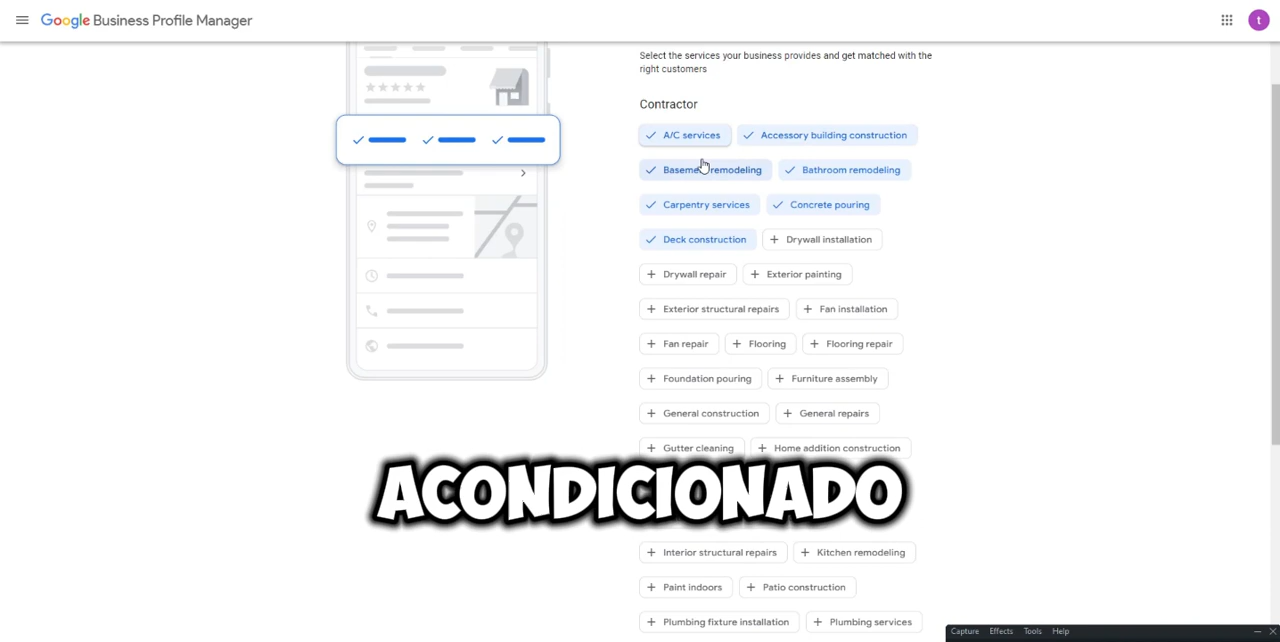 Google Business Profile Manager
t
Select the services your business provides and get matched with the
right customers
Contractor
A/C services Accessory building construction
Basement remodeling Bathroom remodeling
Carpentry services Concrete pouring
Deck construction Drywall installation
Drywall repair Exterior painting
Exterior structural repairs Fan installation
Fan repair Flooring Flooring repair
Foundation pouring Furniture assembly
General construction General repairs
Gutter cleaning Home addition construction
ACONDICIONADO
Interior structural repairs Kitchen remodeling
Paint indoors Patio construction
Plumbing fixture installation Plumbing services
Capture Effects Tools Help